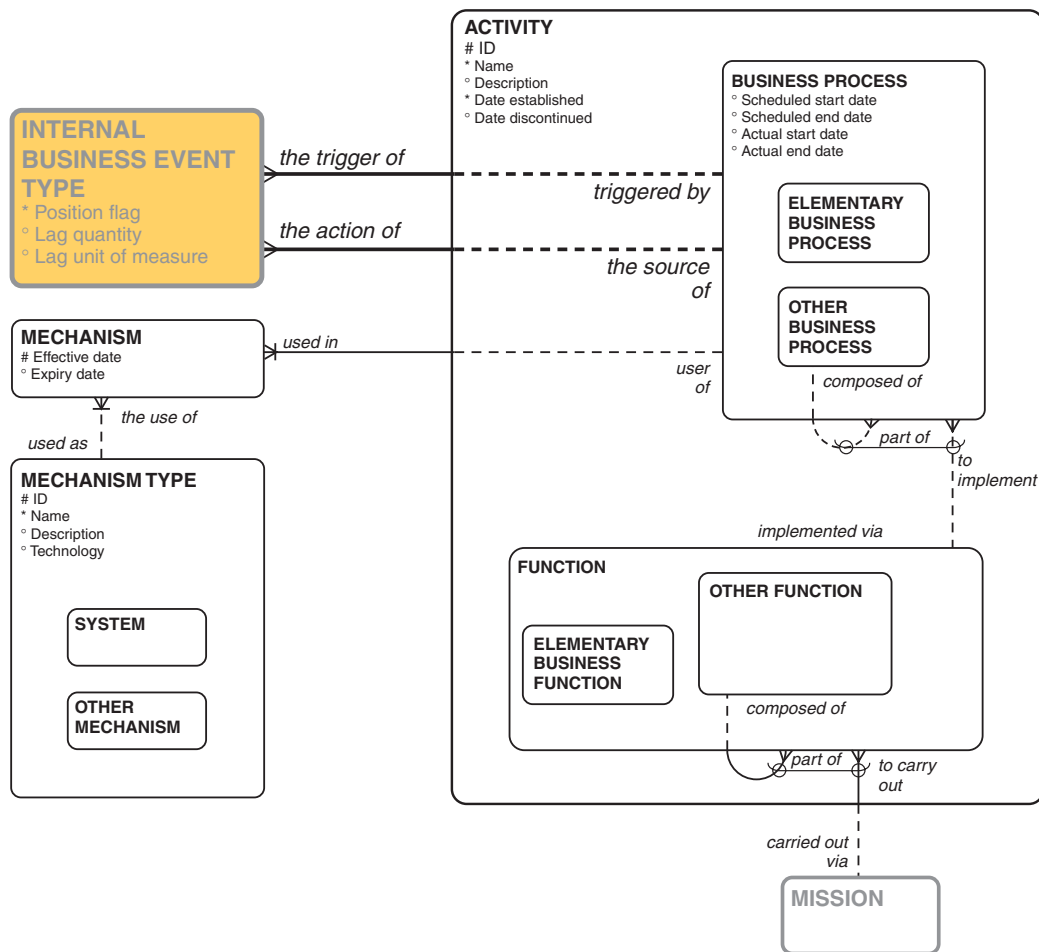 ACTIVITY
# ID
* Name
° Description
* Date established
° Date discontinued
BUSINESS PROCESS
° Scheduled start date
° Scheduled end date
° Actual start date
° Actual end date
ELEMENTARY
BUSINESS
PROCESS
OTHER
BUSINESS
PROCESS
composed of
part of
to
implement
INTERNAL
BUSINESS EVENT
TYPE
* Position flag
° Lag quantity
° Lag unit of measure
the trigger of
triggered by
the action of
the source
of
MECHANISM
# Effective date
° Expiry date
used in
user
of
the use of
used as
MECHANISM TYPE
# ID
* Name
° Description
° Technology
SYSTEM
OTHER
MECHANISM
implemented via
FUNCTION
OTHER FUNCTION
ELEMENTARY
BUSINESS
FUNCTION
composed of
part of
to carry
out
carried out
via
MISSION